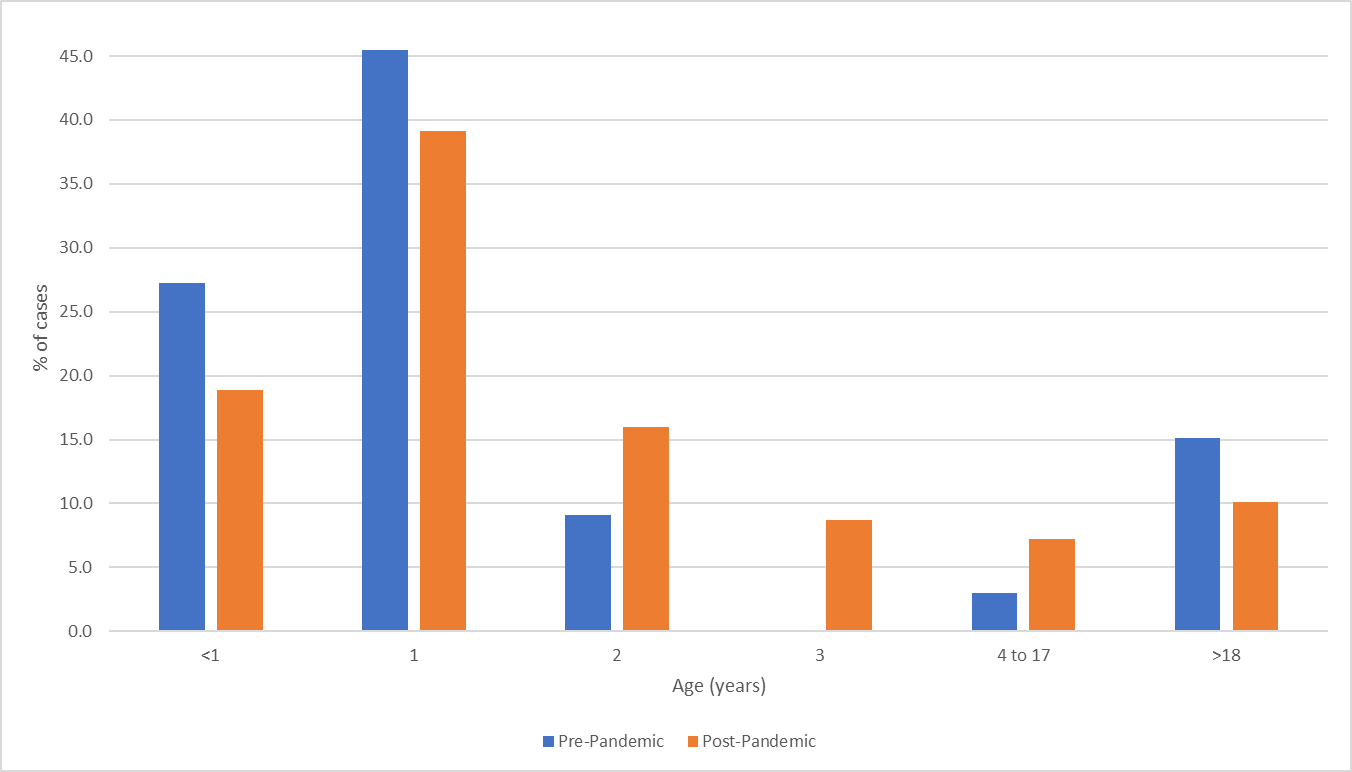 45.0
40.0
35.0
30.0
25.0
20.0
15.0
10.0
5.0
0.0
% of cases
<1 1 2 3 4 to 17 >18
Age (years)
Pre-Pandemic Post-Pandemic